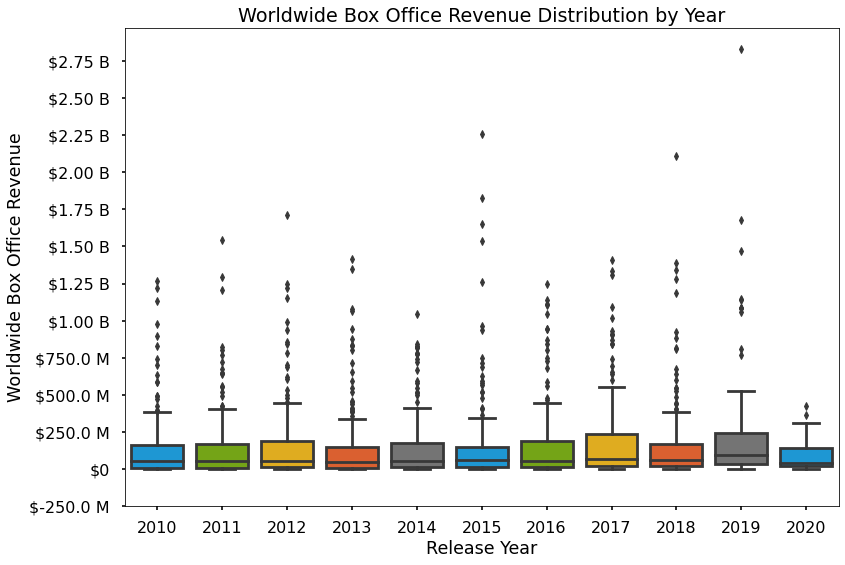 Worldwide Box Office Revenue Distribution by Year
Worldwide Box Office Revenue
$2.75 B
$2.50 B
$2.25 B
$2.00 B
$1.75 B
$1.50 B
$1.25 B
$1.00 B
$750.0 M
$500.0 M
$250.0 M
$0
$-250.0 M
2010 2011 2012 2013 2014 2015 2016 2017 2018 2019 2020
Release Year